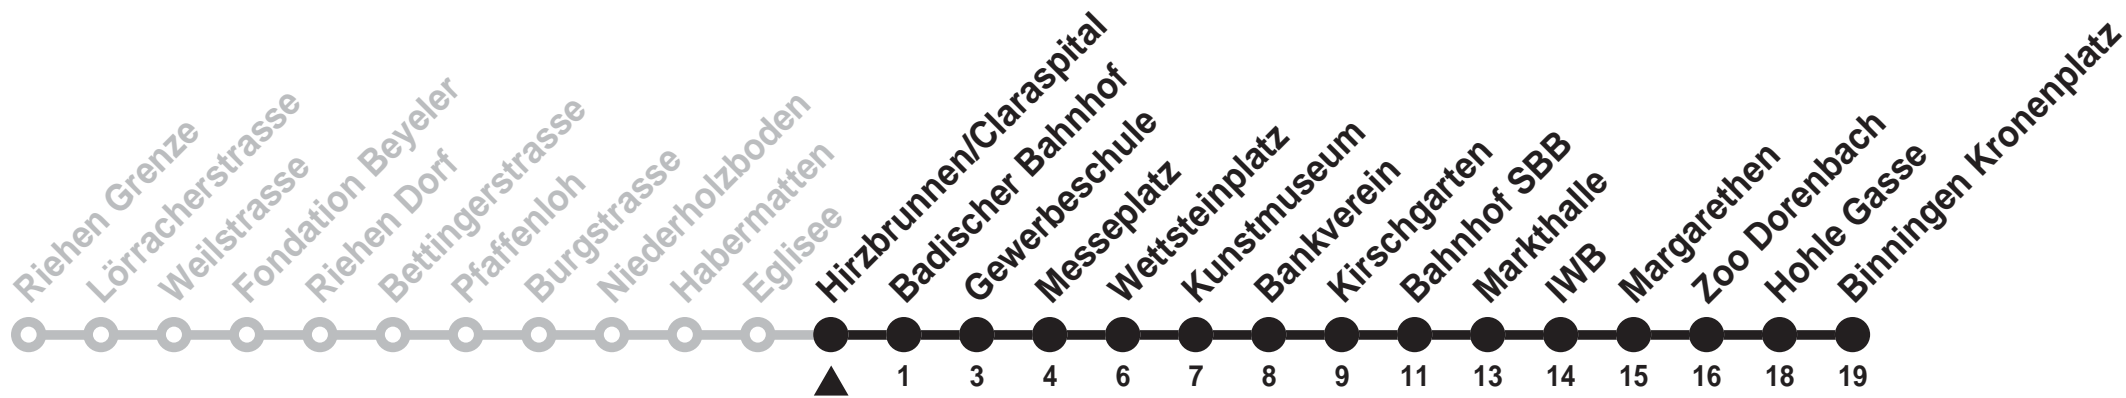 Riehen Grenze
Lörracherstrasse
Weilstrasse
Fondation Beyeler
Riehen Dorf
Bettingerstrasse
Pfaffenloh
Burgstrasse
Niederholzboden
Habermatten
Eglisee
Hirzbrunnen/Claraspital
Badischer Bahnhof
Gewerbeschule
Messeplatz
Wettsteinplatz
Kunstmuseum
Bankverein
Kirschgarten
Bahnhof SBB
Markthalle
IWB
Margarethen
Zoo Dorenbach
Hohle Gasse
Binningen Kronenplatz
1 3 4 6 7 8 9 11 13 14 15 16 18 19